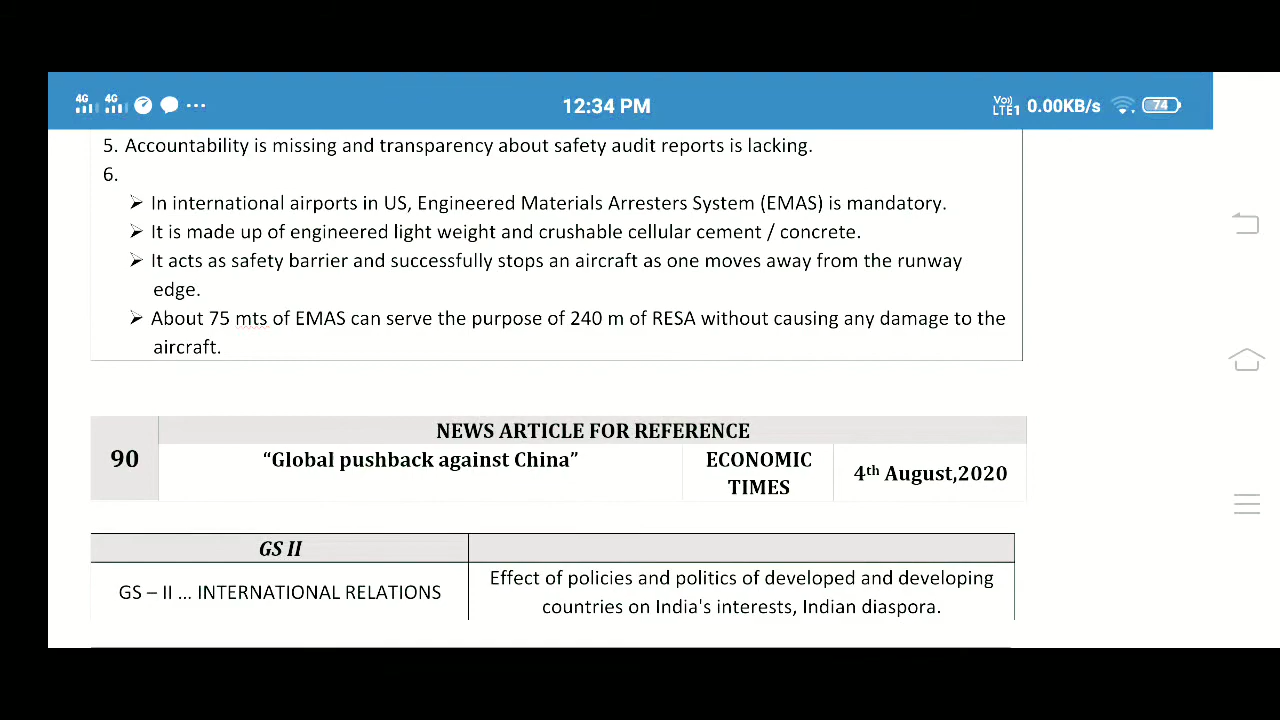 4G 4G ... 12:34 PM Vo) LTE1 0.00KB/s 74
5. Accountability is missing and transparency about safety audit reports is lacking.
6.
➢ In international airports in US, Engineered Materials Arresters System (EMAS) is mandatory.
➢ It is made up of engineered light weight and crushable cellular cement / concrete.
➢ It acts as safety barrier and successfully stops an aircraft as one moves away from the runway
edge.
➢ About 75 mts of EMAS can serve the purpose of 240 m of RESA without causing any damage to the
aircraft.
NEWS ARTICLE FOR REFERENCE
90 “Global pushback against China” ECONOMIC TIMES 4th August,2020
GS II
GS – II ... INTERNATIONAL RELATIONS
Effect of policies and politics of developed and developing
countries on India's interests, Indian diaspora.